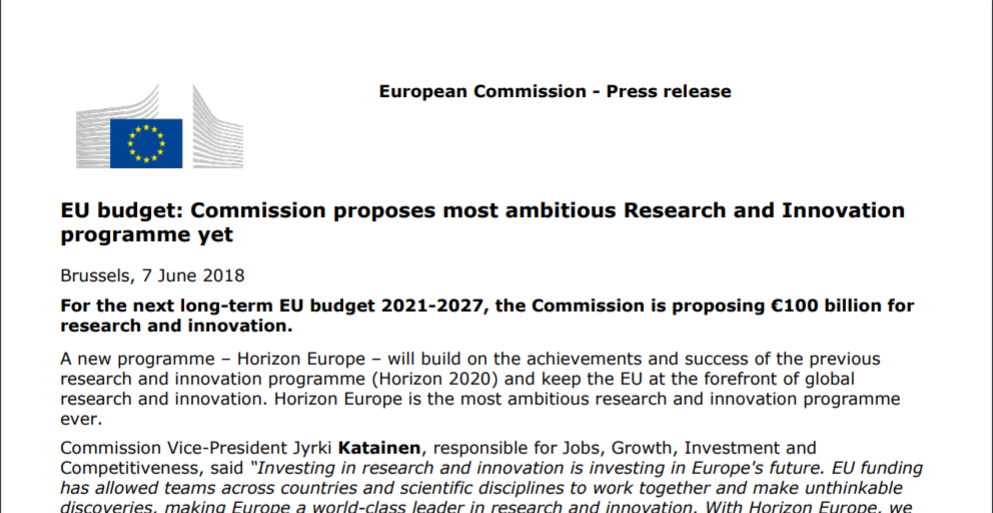 European Commission - Press release
EU budget: Commission proposes most ambitious Research and Innovation
programme yet
Brussels, 7 June 2018
For the next long-term EU budget 2021-2027, the Commission is proposing €100 billion for
research and innovation.
A new programme – Horizon Europe – will build on the achievements and success of the previous
research and innovation programme (Horizon 2020) and keep the EU at the forefront of global
research and innovation. Horizon Europe is the most ambitious research and innovation programme
ever.
Commission Vice-President Jyrki Katainen, responsible for Jobs, Growth, Investment and
Competitiveness, said “Investing in research and innovation is investing in Europe's future. EU funding
has allowed teams across countries and scientific disciplines to work together and make unthinkable
discoveries, making Europe a world-class leader in research and innovation. With Horizon Europe, we